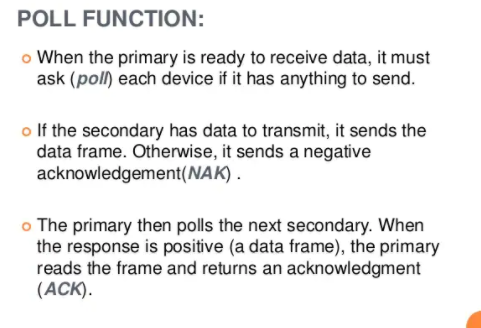 POLL FUNCTION:
When the primary is ready to receive data, it must
ask (poll) each device if it has anything to send.
If the secondary has data to transmit, it sends the
data frame. Otherwise, it sends a negative
acknowledgement(NAK) .
The primary then polls the next secondary. When
the response is positive (a data frame), the primary
reads the frame and returns an acknowledgment
(ACK).